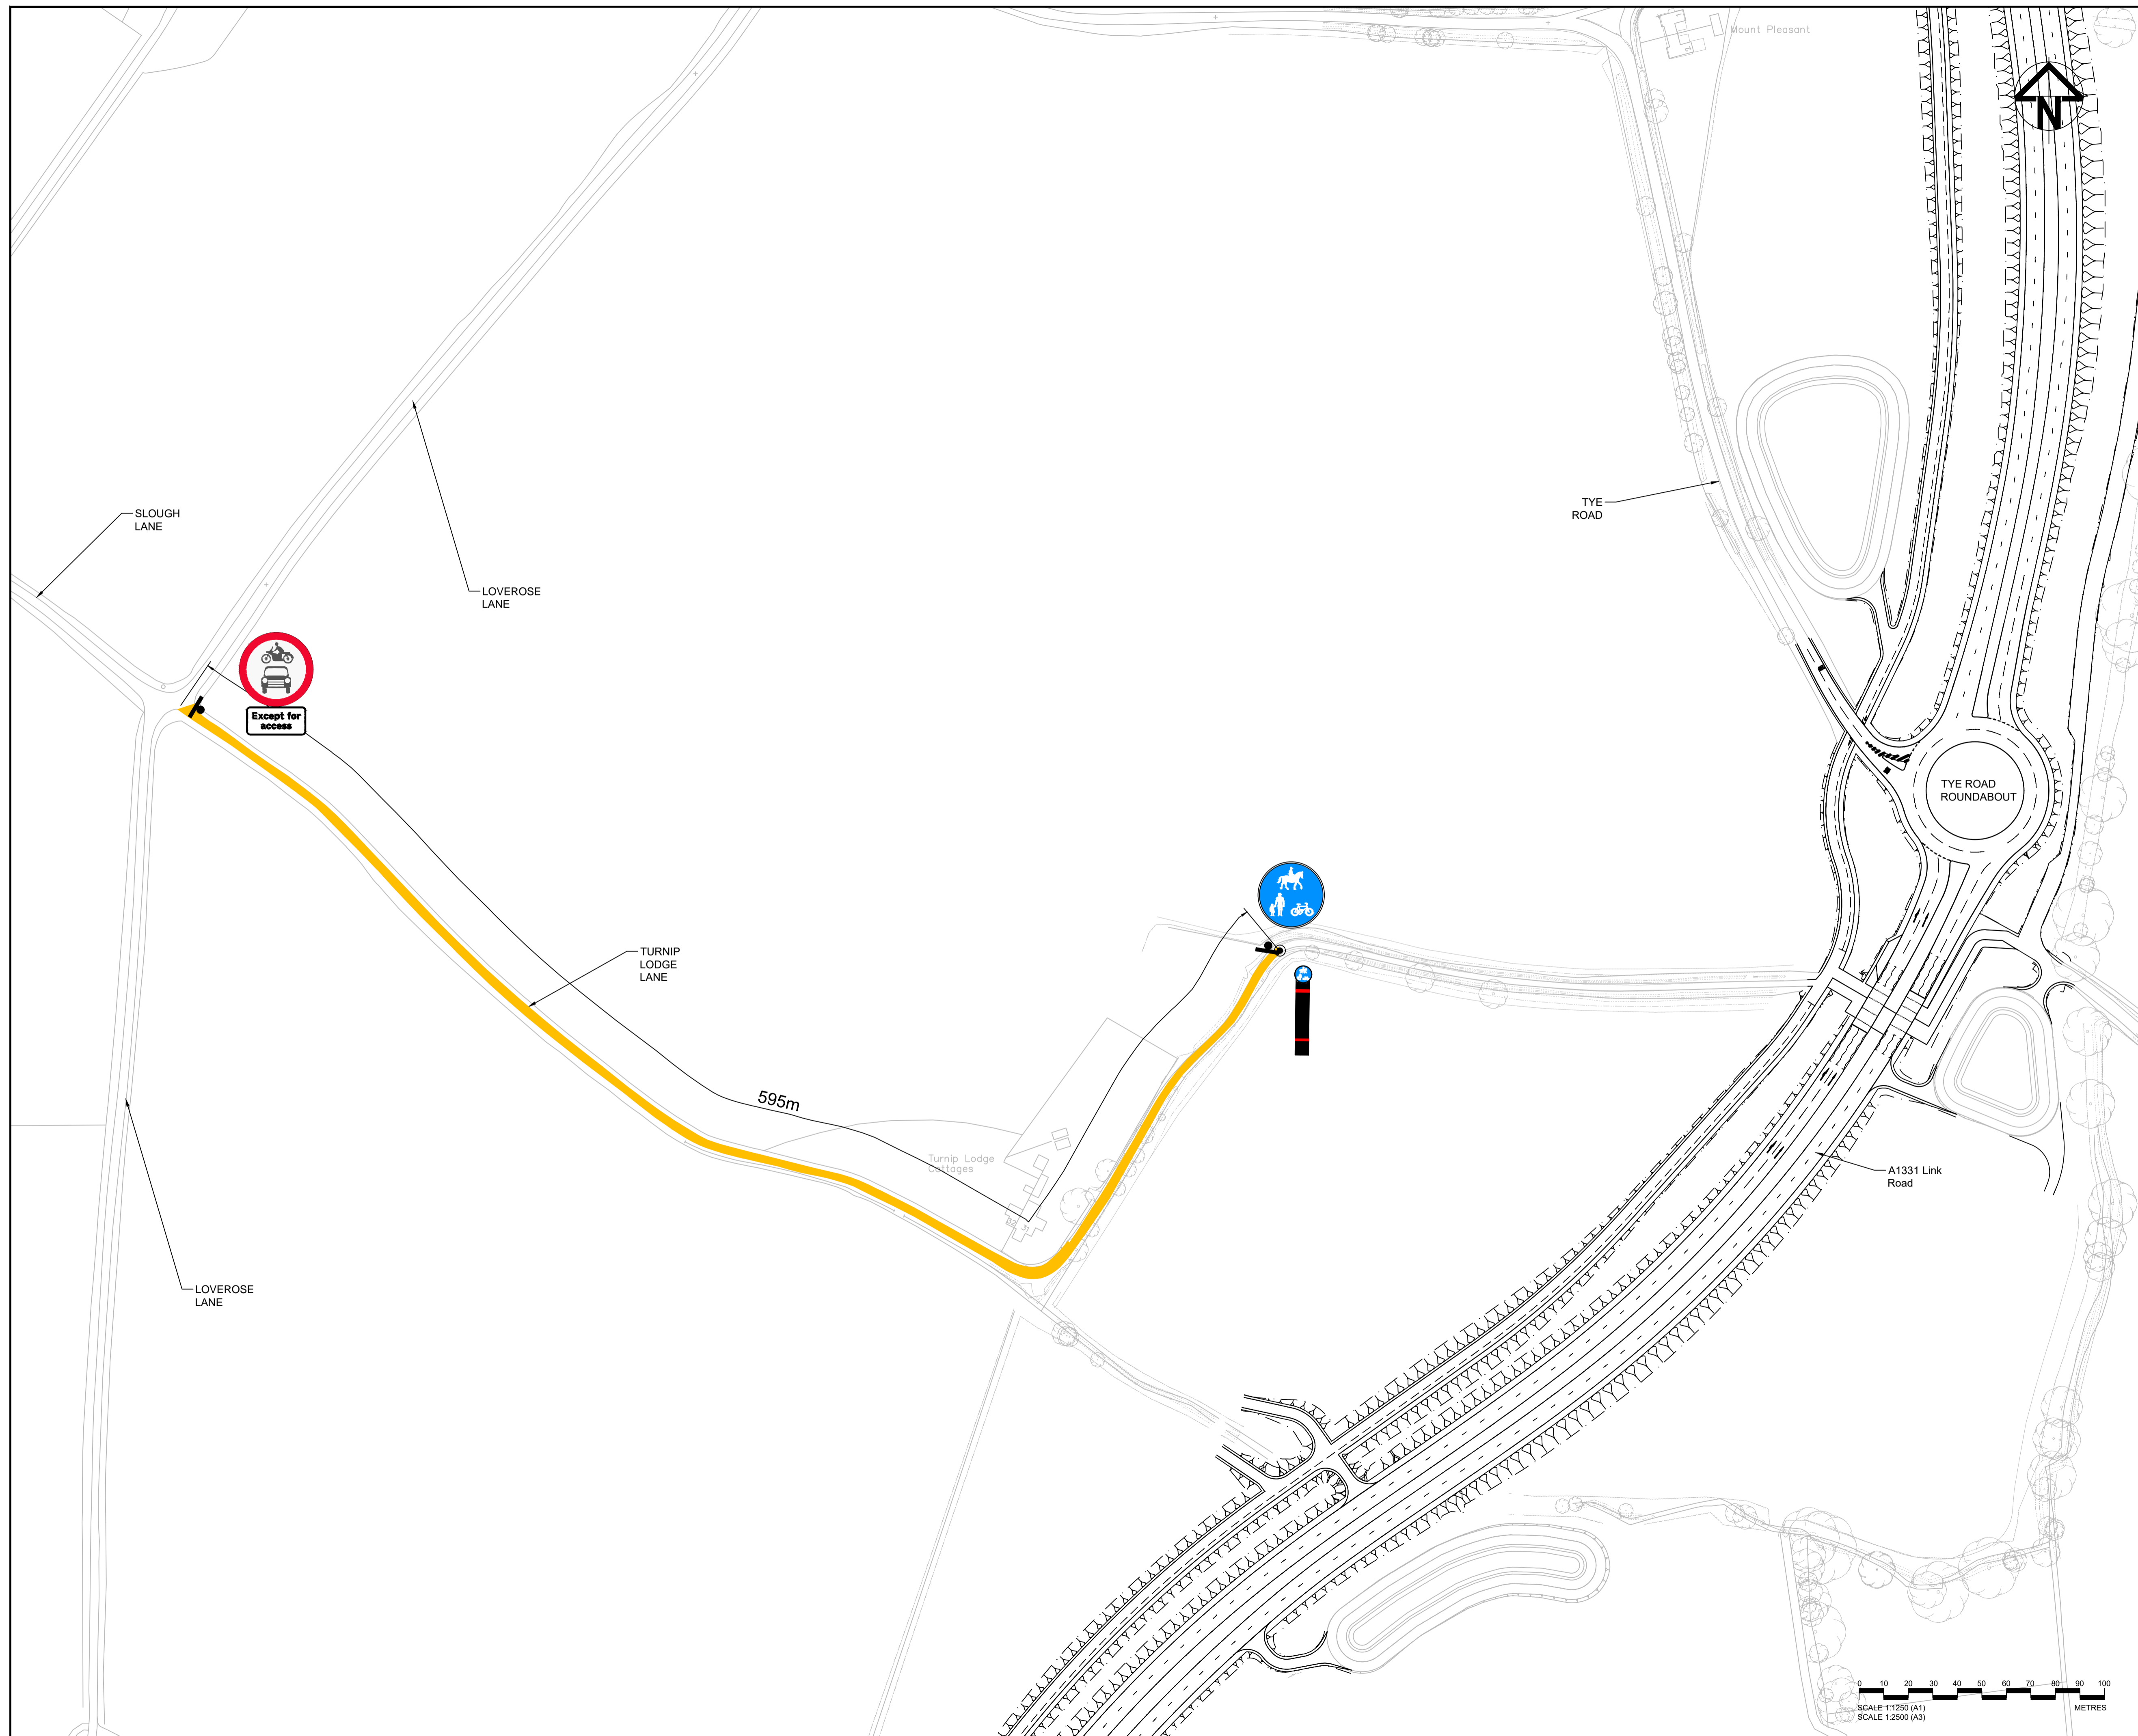 Mount Pleasant
N
SLOUGH
LANE
TYE
ROAD
LOVEROSE
LANE
Except for
access
TYE ROAD
ROUNDABOUT
TURNIP
LODGE
LANE
595m
Turnip Lodge
Cottages
A1331 Link
Road
32
31
LOVEROSE
LANE
0 10 20 30 40 50 60 70 80 90 100
SCALE 1:1250 (A1)
METRES
SCALE 1:2500 (A3)